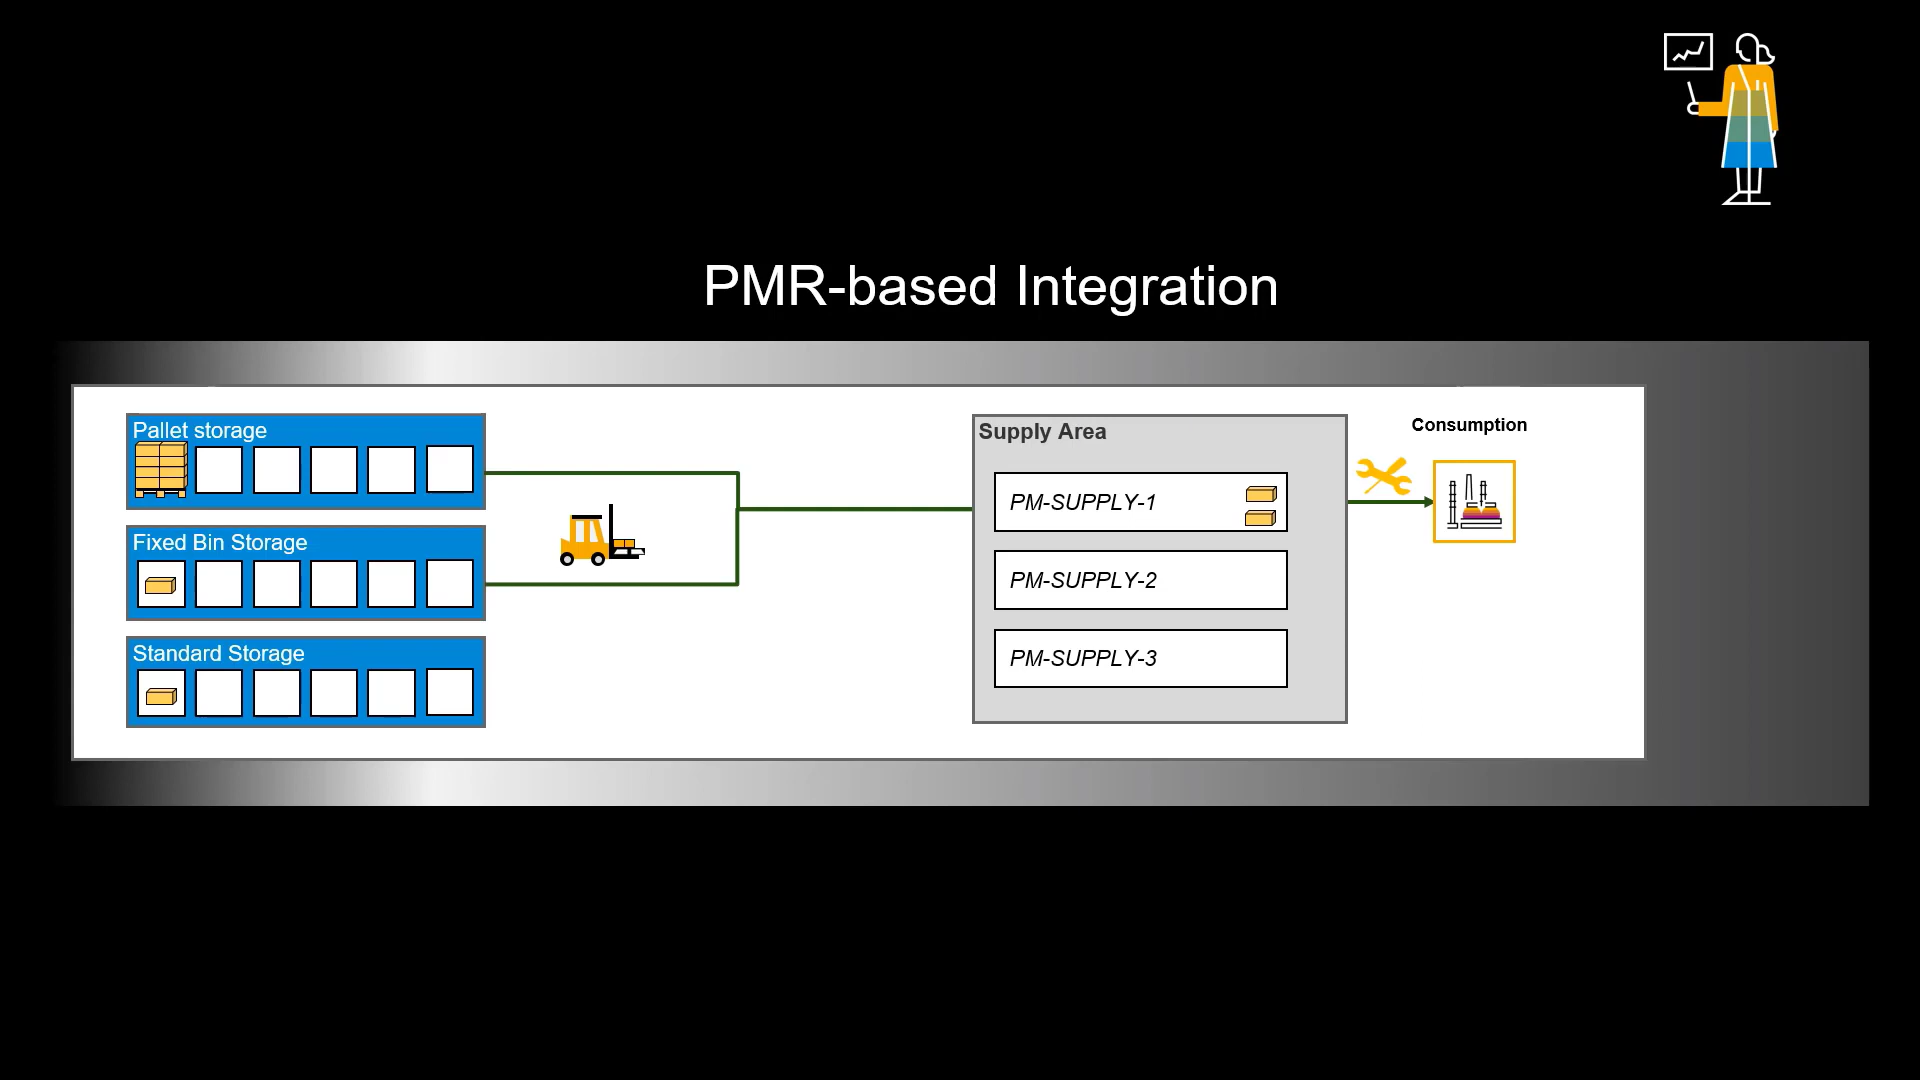 PMR-based Integration
Pallet storage
Fixed Bin Storage
Standard Storage
Supply Area
PM-SUPPLY-1
PM-SUPPLY-2
PM-SUPPLY-3
Consumption